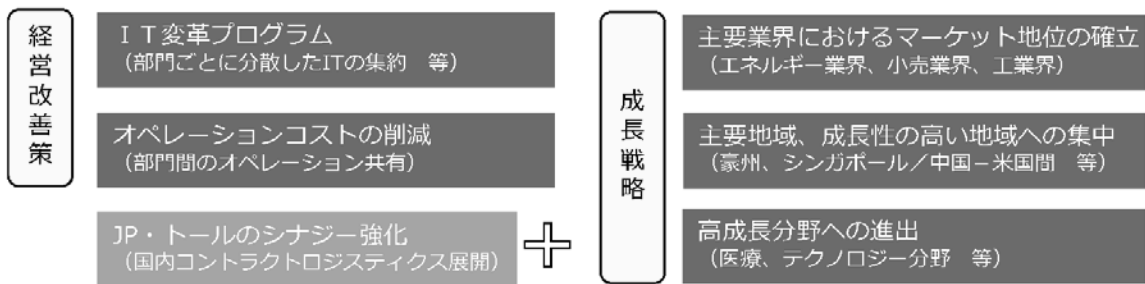 経営改善策
ＩＴ変革プログラム
（部門ごとに分散したITの集約　等）
オペレーションコストの削減
（部門間のオペレーション共有）
JP・トールのシナジー強化
（国内コントラクトロジスティクス展開）
成長戦略
主要業界におけるマーケット地位の確立
（エネルギー業界、小売業界、工業界）
主要地域、成長性の高い地域への集中
（豪州、シンガポール／中国－米国間　等）
高成長分野への進出
（医療、テクノロジー分野　等）